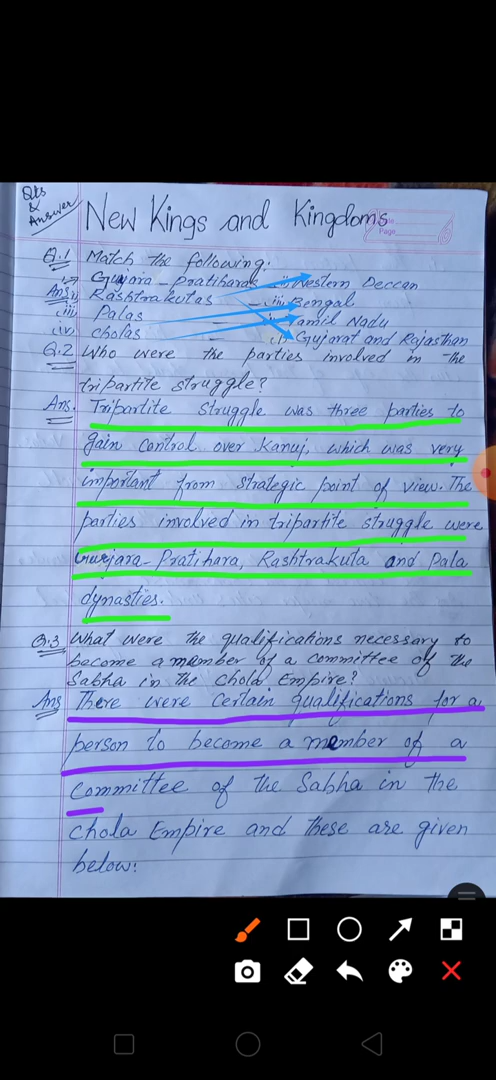 Qts
&
Answer
New Kings and Kingdoms
Page
Q.1 Match the following:
Gujara - Pratiharas (ii) Western Deccan
Ans. Rashtrakutas - (iii) Bengal
(iii) Palas - Tamil Nadu
(iv) Cholas - (i) Gujarat and Rajasthan
Q.2 Who were the parties involved in the
tripartite struggle?
Ans. Tripartite Struggle was three parties to
gain control over Kanuj, which was very
important from strategic point of view. The
parties involved in tripartite struggle were
Gurjara-Pratihara, Rashtrakuta and Pala
dynasties.
Q.3 What were the qualifications necessary to
become a member of a committee of the
Sabha in the Chola Empire?
Ans There were certain qualifications for a
person to become a member of a
Committee of the Sabha in the
Chola Empire and these are given
below: